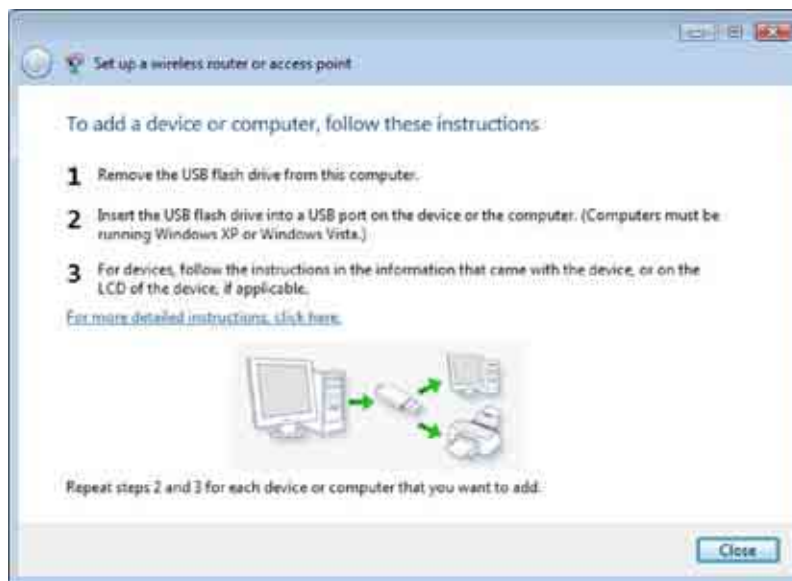 Set up a wireless router or access point
To add a device or computer, follow these instructions
1 Remove the USB flash drive from this computer.
2 Insert the USB flash drive into a USB port on the device or the computer. (Computers must be
running Windows XP or Windows Vista.)
3 For devices, follow the instructions in the information that came with the device, or on the
LCD of the device, if applicable.
For more detailed instructions, click here.
Repeat steps 2 and 3 for each device or computer that you want to add.
Close